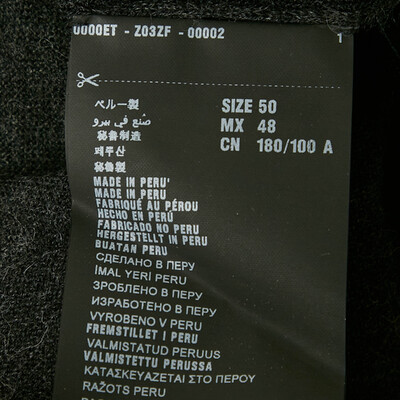 0000ET - Z03ZF - 00002 1
ペルー製
صنع في بيرو
秘鲁制造
페루산
秘魯製
SIZE 50
MX 48
CN 180/100 A
MADE IN PERU'
MADE IN PERU
FABRIQUÉ AU PÉROU
HECHO EN PERÚ
FABRICADO NO PERU
HERGESTELLT IN PERU
BUATAN PERU
СДЕЛАНО В ПЕРУ
İMAL YERI PERU
ЗРОБЛЕНО В ПЕРУ
ИЗРАБОТЕНО В ПЕРУ
VYROBENO V PERU
FREMSTILLET I PERU
VALMISTATUD PERUUS
VALMISTETTU PERUSSA
ΚΑΤΑΣΚΕΥΑΖΕΤΑΙ ΣΤΟ ΠΕΡΟΥ
RAŽOTS PERU